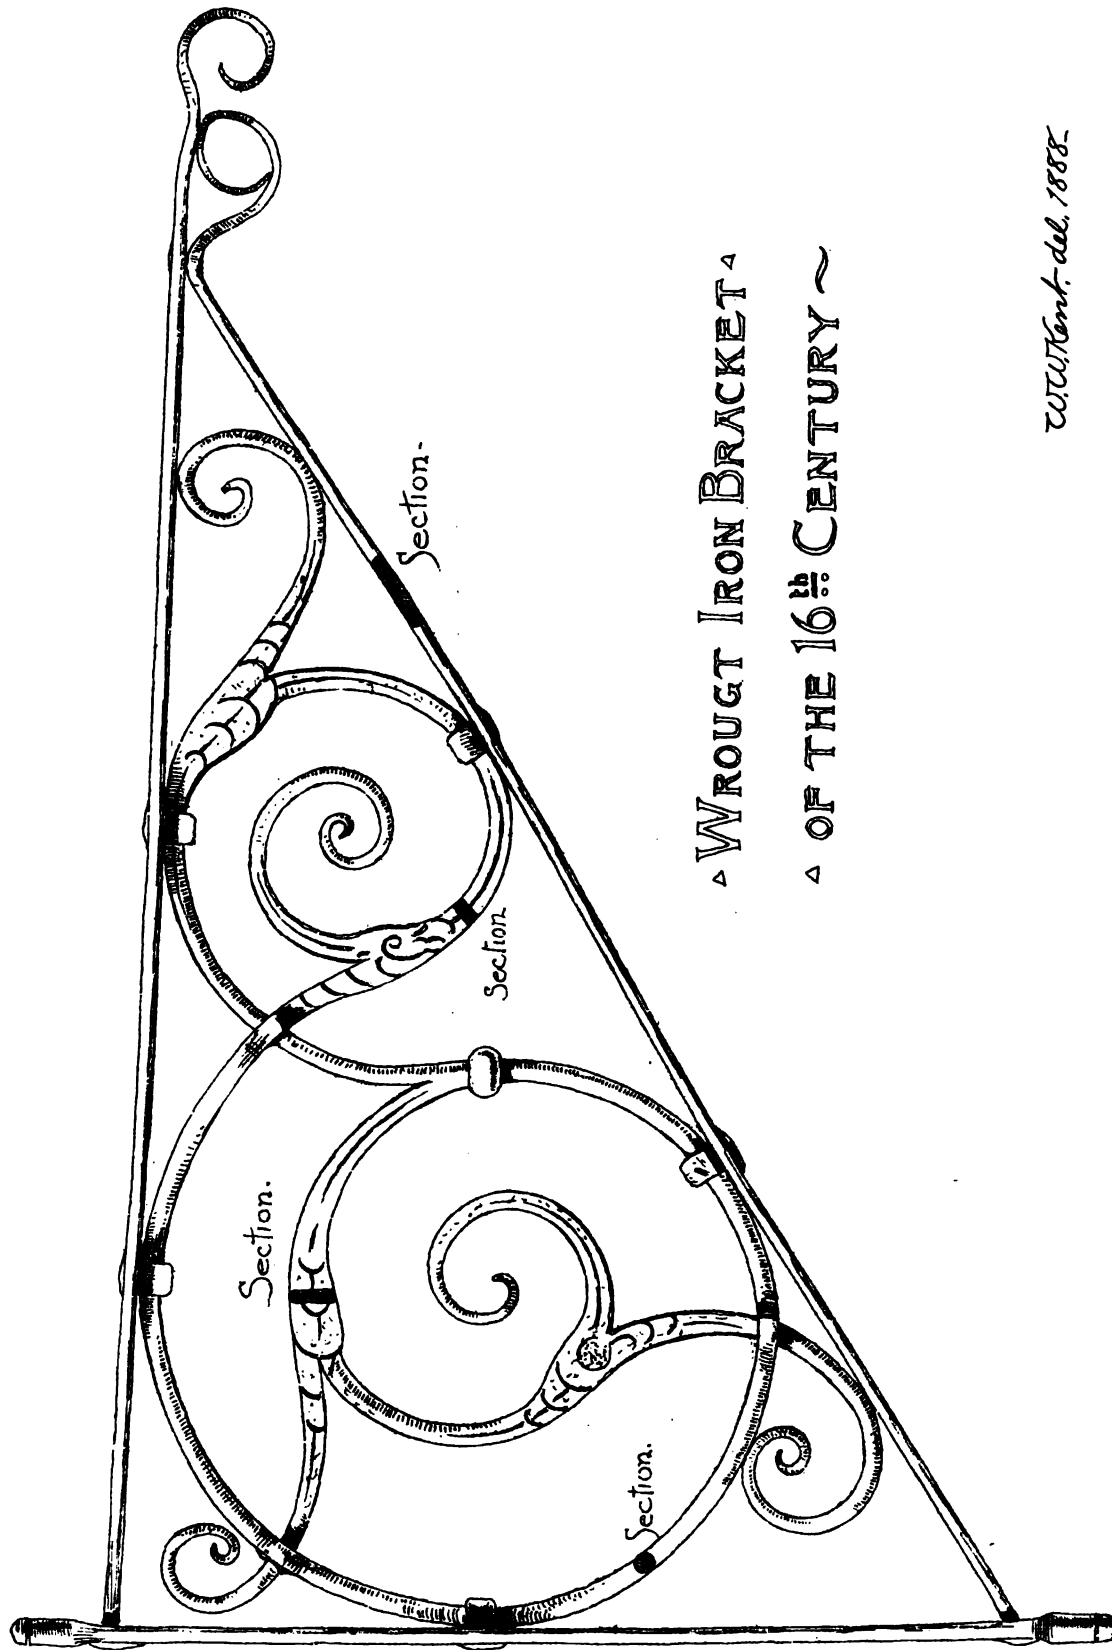 WROUGT IRON BRACKET
OF THE 16th CENTURY ~
Section.
Section.
Section
Section.
W.W.Kent. del. 1888.